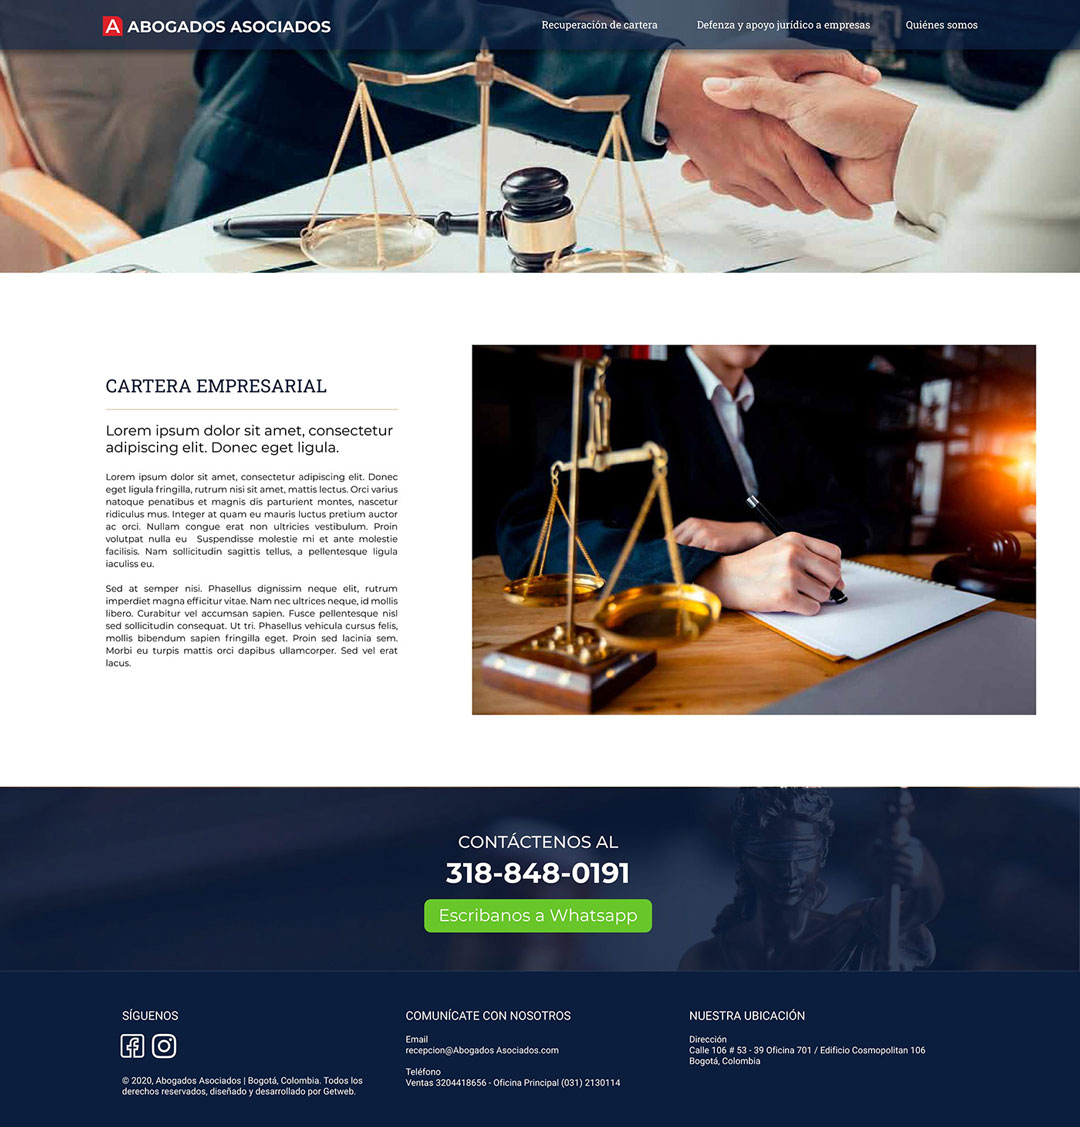 A ABOGADOS ASOCIADOS
Recuperación de cartera
Defenza y apoyo jurídico a empresas
Quiénes somos
CARTERA EMPRESARIAL
Lorem ipsum dolor sit amet, consectetur
adipiscing elit. Donec eget ligula.
Lorem ipsum dolor sit amet, consectetur adipiscing elit. Donec
eget ligula fringilla, rutrum nisi sit amet, mattis lectus. Orci varius
natoque penatibus et magnis dis parturient montes, nascetur
ridiculus mus. Integer at quam eu mauris luctus pretium auctor
ac orci. Nullam congue erat non ultricies vestibulum. Proin
volutpat nulla eu Suspendisse molestie mi et ante molestie
facilisis. Nam sollicitudin sagittis tellus, a pellentesque ligula
iaculiss eu.
Sed at semper nisi. Phasellus dignissim neque elit, rutrum
imperdiet magna efficitur vitae. Nam nec ultrices neque, id mollis
libero. Curabitur vel accumsan sapien. Fusce pellentesque nisl
sed sollicitudin consequat. Ut tri. Phasellus vehicula cursus felis,
mollis bibendum sapien fringilla eget. Proin sed lacinia sem.
Morbi eu turpis mattis orci dapibus ullamcorper. Sed vel erat
lacus.
CONTÁCTENOS AL
318-848-0191
Escribanos a Whatsapp
SÍGUENOS
© 2020, Abogados Asociados | Bogotá, Colombia. Todos los
derechos reservados, diseñado y desarrollado por Getweb.
COMUNÍCATE CON NOSOTROS
Email
recepcion@Abogados Asociados.com
Teléfono
Ventas 3204418656 - Oficina Principal (031) 2130114
NUESTRA UBICACIÓN
Dirección
Calle 106 # 53 - 39 Oficina 701 / Edificio Cosmopolitan 106
Bogotá, Colombia